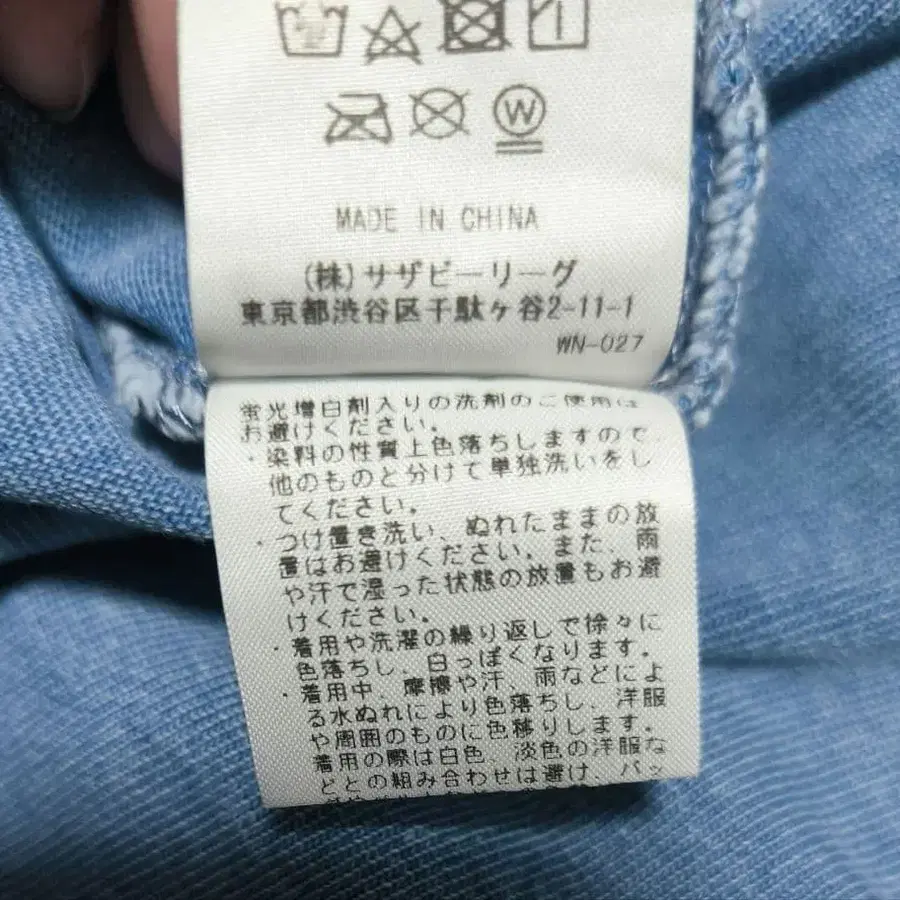 W
MADE IN CHINA
(株)サザビーリーグ
東京都渋谷区千駄ヶ谷2-11-1
WN-027
蛍光増白剤入りの洗剤のご使用は
お避けください。
・染料の性質上色落ちしますので、
他のものと分けて単独洗いをし
てください。
・つけ置き洗い、ぬれたままの放
置はお避けください。また、雨
や汗で湿った状態の放置もお避
けください。
・着用や洗濯の繰り返しで徐々に
色落ちし、白っぽくなります。
・着用中、摩擦や汗、雨などによ
る水ぬれにより色落ちし、洋服
や周囲のものに色移りします。
着用の際は白色、淡色の洋服な
どとの組み合わせは避け、バッ